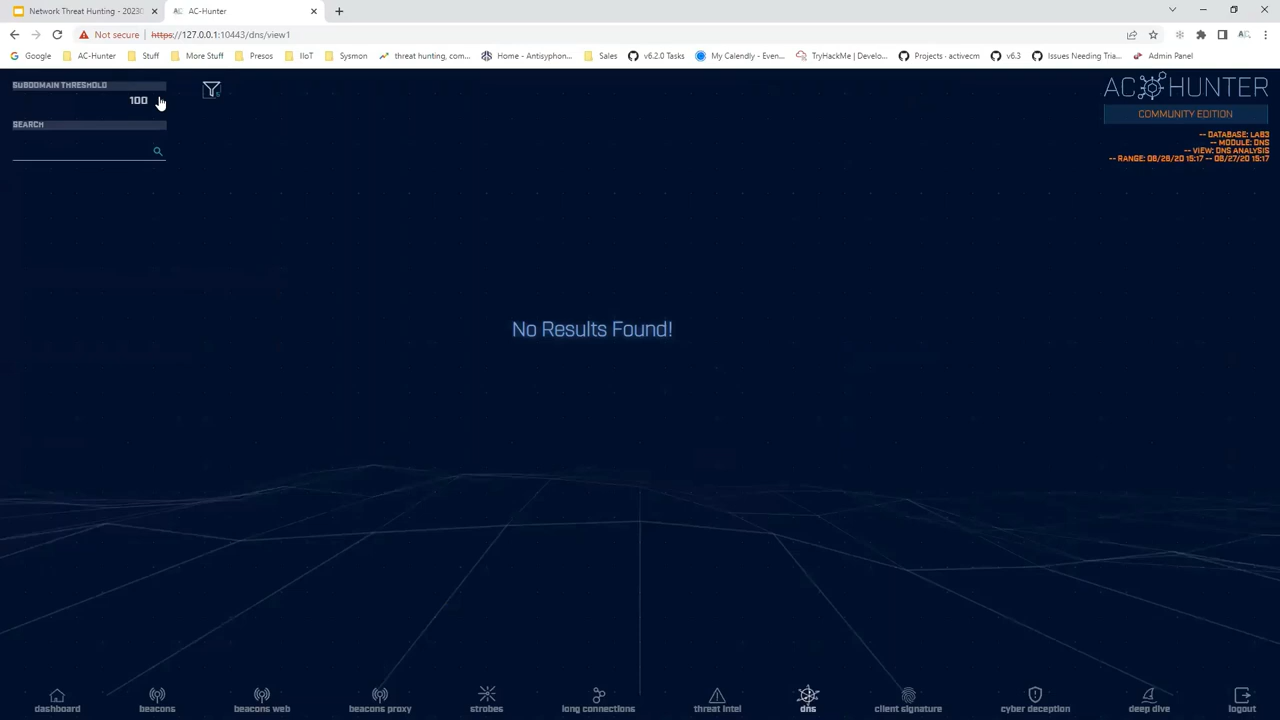 Network Threat Hunting - 2023
AC-Hunter
Not secure
https://127.0.0.1:10443/dns/view1
Google
AC-Hunter
Stuff
More Stuff
Presos
IIoT
Sysmon
threat hunting, com...
Home - Antisyphon...
Sales
v6.2.0 Tasks
My Calendly - Even...
TryHackMe | Develo...
Projects · activecm
v6.3
Issues Needing Tria...
Admin Panel
SUBDOMAIN THRESHOLD
100
SEARCH
AC HUNTER
COMMUNITY EDITION
-- DATABASE: LAB3
-- MODULE: DNS
-- VIEW: DNS ANALYSIS
-- RANGE: 08/26/20 15:17 -- 08/27/20 15:17
No Results Found!
dashboard
beacons
beacons web
beacons proxy
strobes
long connections
threat intel
dns
client signature
cyber deception
deep dive
logout